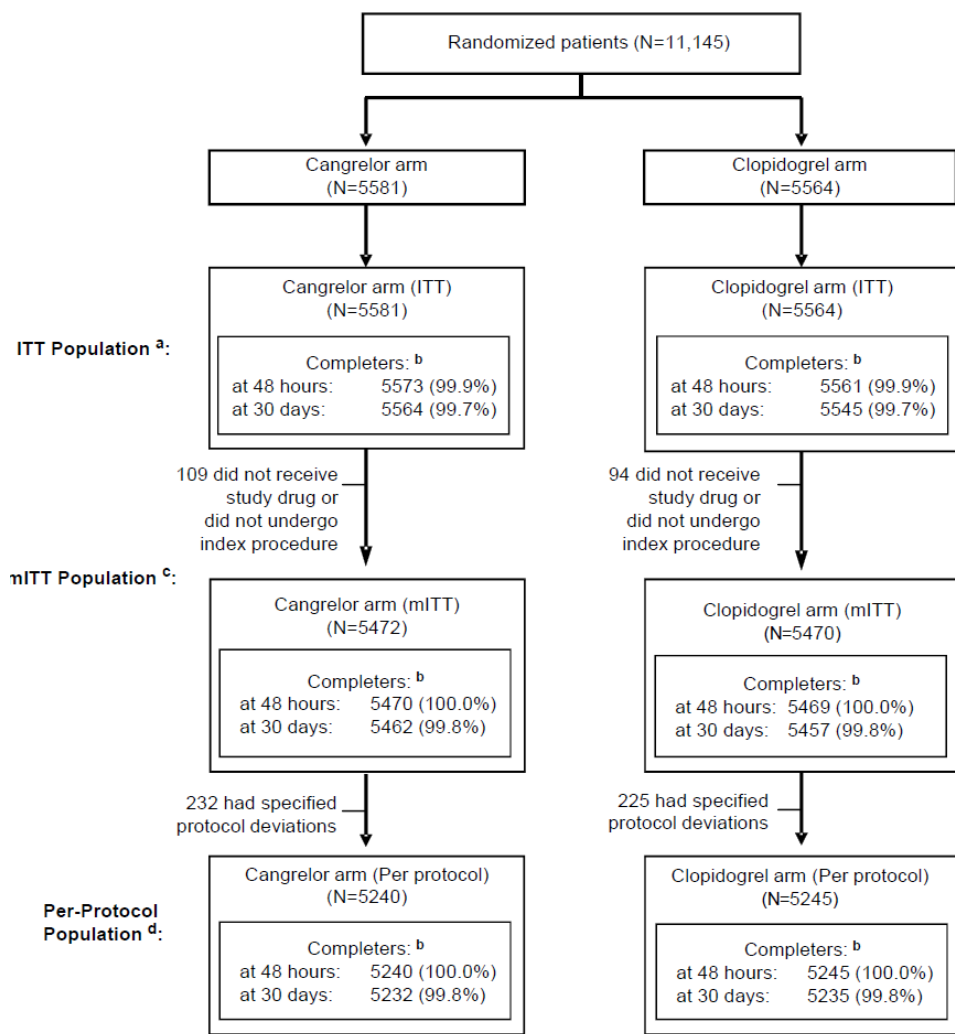 Randomized patients (N=11,145)
Cangrelor arm
(N=5581)
Clopidogrel arm
(N=5564)
ITT Population a:
Cangrelor arm (ITT)
(N=5581)
Completers: b
at 48 hours: 5573 (99.9%)
at 30 days: 5564 (99.7%)
Clopidogrel arm (ITT)
(N=5564)
Completers: b
at 48 hours: 5561 (99.9%)
at 30 days: 5545 (99.7%)
109 did not receive
study drug or
did not undergo
index procedure
94 did not receive
study drug or
did not undergo
index procedure
mITT Population c:
Cangrelor arm (mITT)
(N=5472)
Completers: b
at 48 hours: 5470 (100.0%)
at 30 days: 5462 (99.8%)
Clopidogrel arm (mITT)
(N=5470)
Completers: b
at 48 hours: 5469 (100.0%)
at 30 days: 5457 (99.8%)
232 had specified
protocol deviations
225 had specified
protocol deviations
Per-Protocol
Population d:
Cangrelor arm (Per protocol)
(N=5240)
Completers: b
at 48 hours: 5240 (100.0%)
at 30 days: 5232 (99.8%)
Clopidogrel arm (Per protocol)
(N=5245)
Completers: b
at 48 hours: 5245 (100.0%)
at 30 days: 5235 (99.8%)